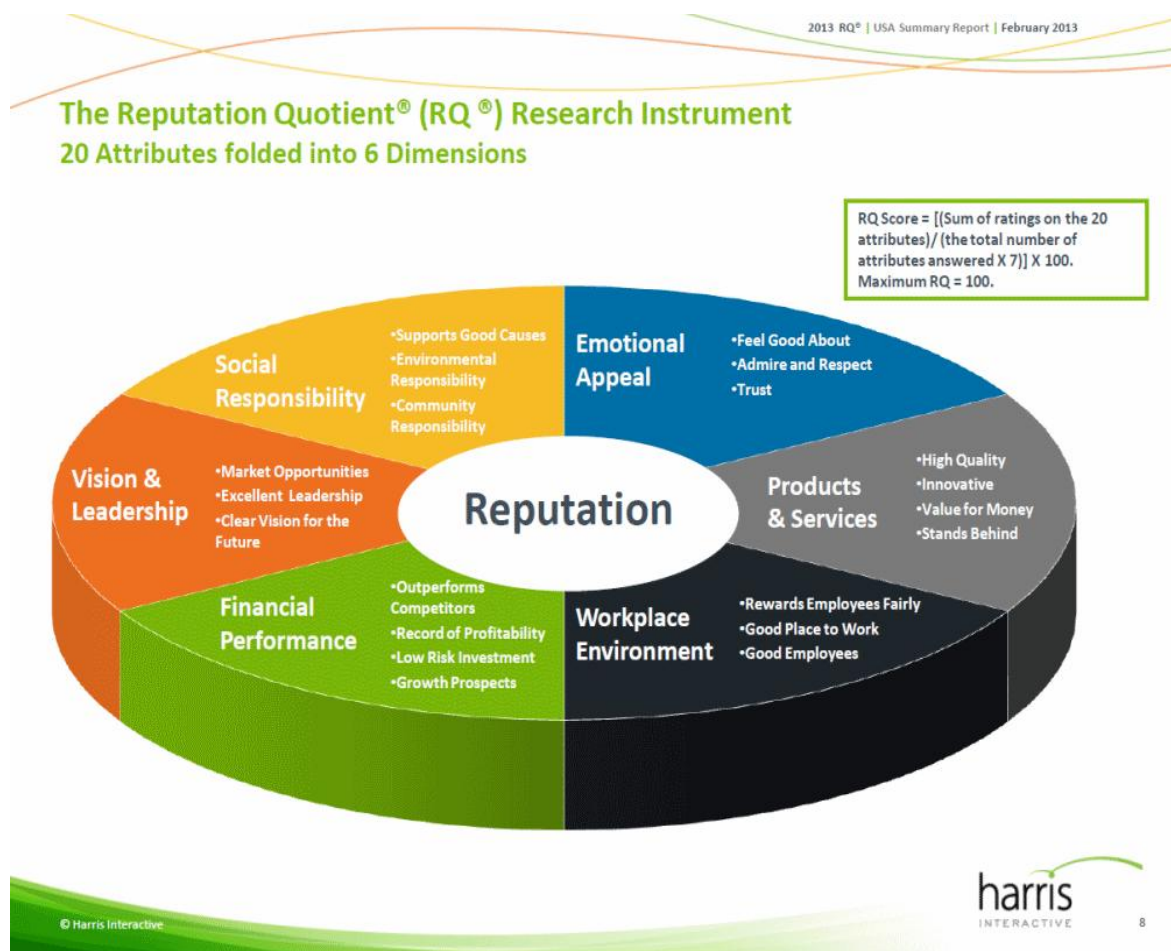 2013 RQ® | USA Summary Report | February 2013
The Reputation Quotient® (RQ ®) Research Instrument
20 Attributes folded into 6 Dimensions
RQ Score = [(Sum of ratings on the 20
attributes)/ (the total number of
attributes answered X 7)] X 100.
Maximum RQ = 100.
Social
Responsibility
•Supports Good Causes
•Environmental
Responsibility
•Community
Responsibility
Emotional
Appeal
•Feel Good About
•Admire and Respect
•Trust
Vision &
Leadership
•Market Opportunities
•Excellent Leadership
•Clear Vision for the
Future
Reputation
Products
& Services
•High Quality
•Innovative
•Value for Money
•Stands Behind
Financial
Performance
•Outperforms
Competitors
•Record of Profitability
•Low Risk Investment
•Growth Prospects
Workplace
Environment
•Rewards Employees Fairly
•Good Place to Work
•Good Employees
© Harris Interactive
harris
INTERACTIVE
8